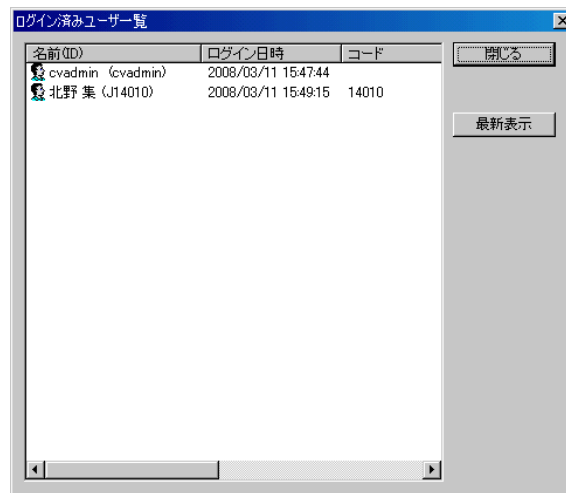 ログイン済みユーザー一覧
名前(ID) ログイン日時 コード
cvadmin (cvadmin) 2008/03/11 15:47:44
北野 集 (J14010) 2008/03/11 15:49:15 14010
閉じる
最新表示